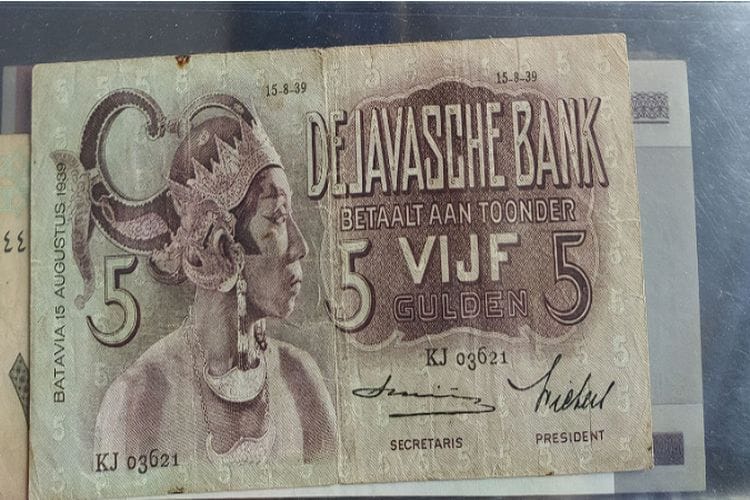 15-8-39
15-8-39
DE JAVASCHE BANK
BETAALT AAN TOONDER
5
5
VIJF
5
GULDEN
BATAVIA 15 AUGUSTUS 1939
KJ 03621
SECRETARIS
PRESIDENT
KJ 03621
٤٤